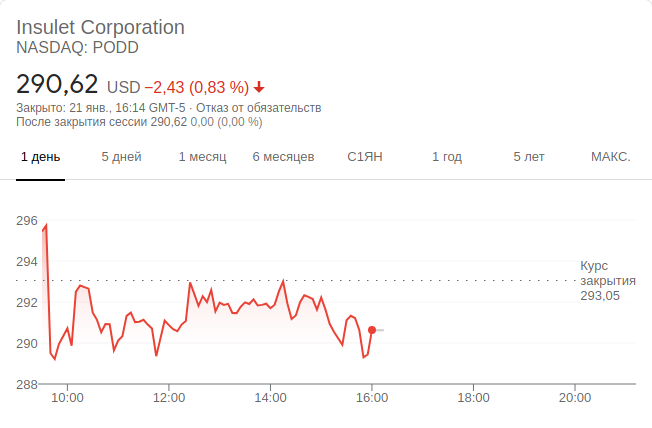 Insulet Corporation
NASDAQ: PODD
290,62 USD −2,43 (0,83 %)
Закрыто: 21 янв., 16:14 GMT-5 · Отказ от обязательств
После закрытия сессии 290,62 0,00 (0,00 %)
1 день 5 дней 1 месяц 6 месяцев С1ЯН 1 год 5 лет МАКС.
296
294
Курс
закрытия
293,05
292
290
288
10:00 12:00 14:00 16:00 18:00 20:00